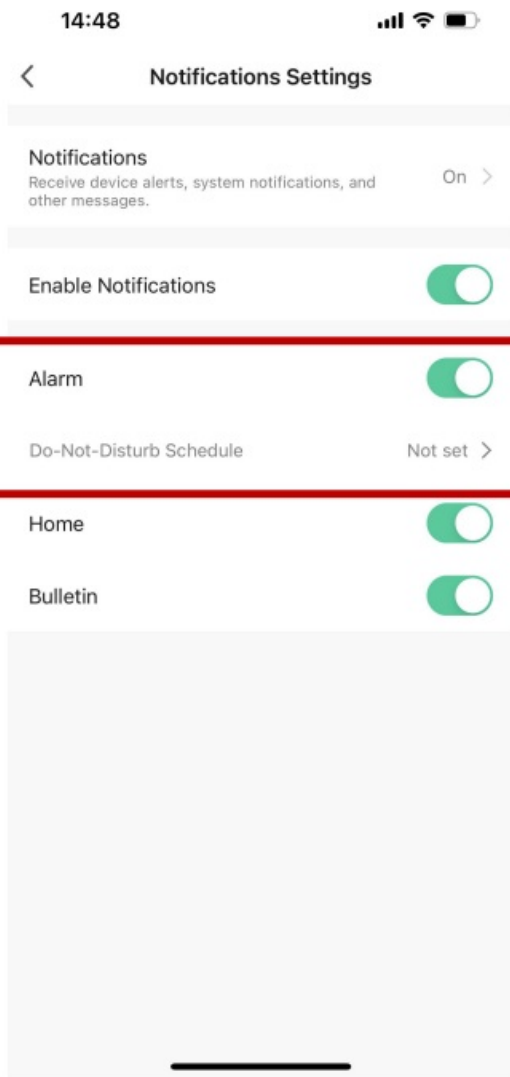 14:48
Notifications Settings
Notifications
Receive device alerts, system notifications, and
other messages.
On
Enable Notifications
Alarm
Do-Not-Disturb Schedule
Not set
Home
Bulletin